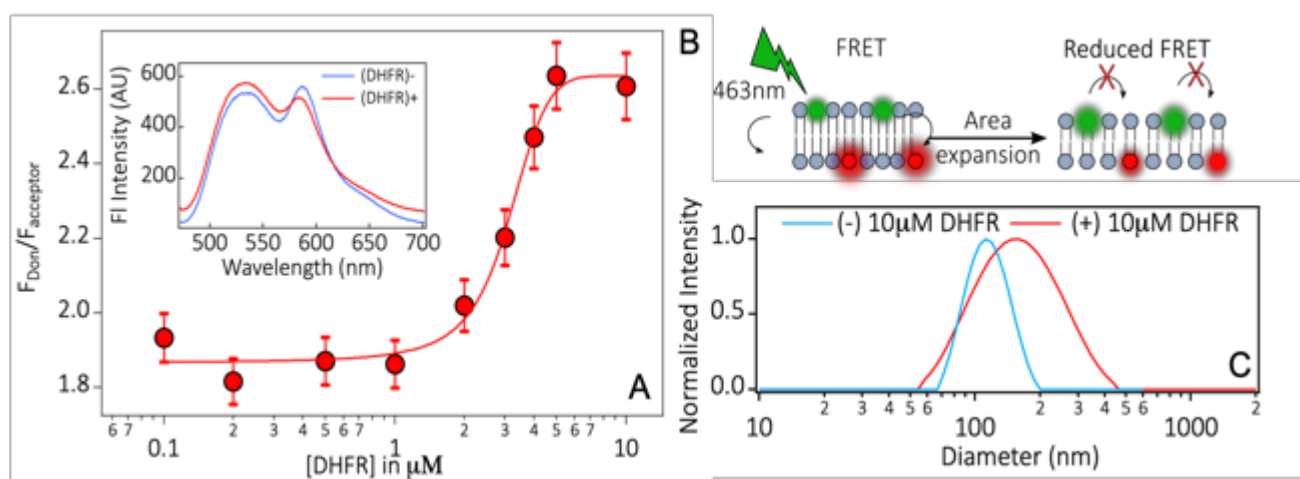 A
F_Don/F_acceptor
2.6
2.4
2.2
2.0
1.8
6 7 2 3 4 5 6 7 2 3 4 5 6 7
0.1 1 10
[DHFR] in μM
Fl Intensity (AU)
600
400
200
(DHFR)-
(DHFR)+
500 550 600 650 700
Wavelength (nm)
B
FRET
Reduced FRET
463nm
Area
expansion
C
(-) 10μM DHFR
(+) 10μM DHFR
Normalized Intensity
1.0
0.5
0.0
2 3 4 5 6 2 3 4 5 6 2
10 100 1000
Diameter (nm)